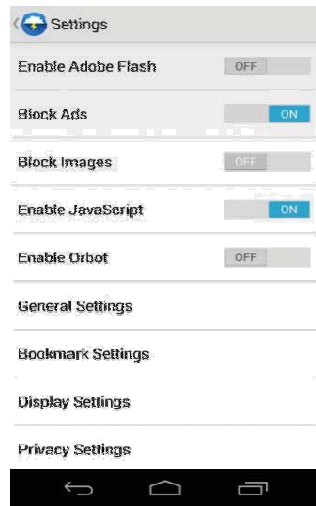 Settings
Enable Adobe Flash OFF
Block Ads ON
Block Images OFF
Enable JavaScript ON
Enable Orbot OFF
General Settings
Bookmark Settings
Display Settings
Privacy Settings